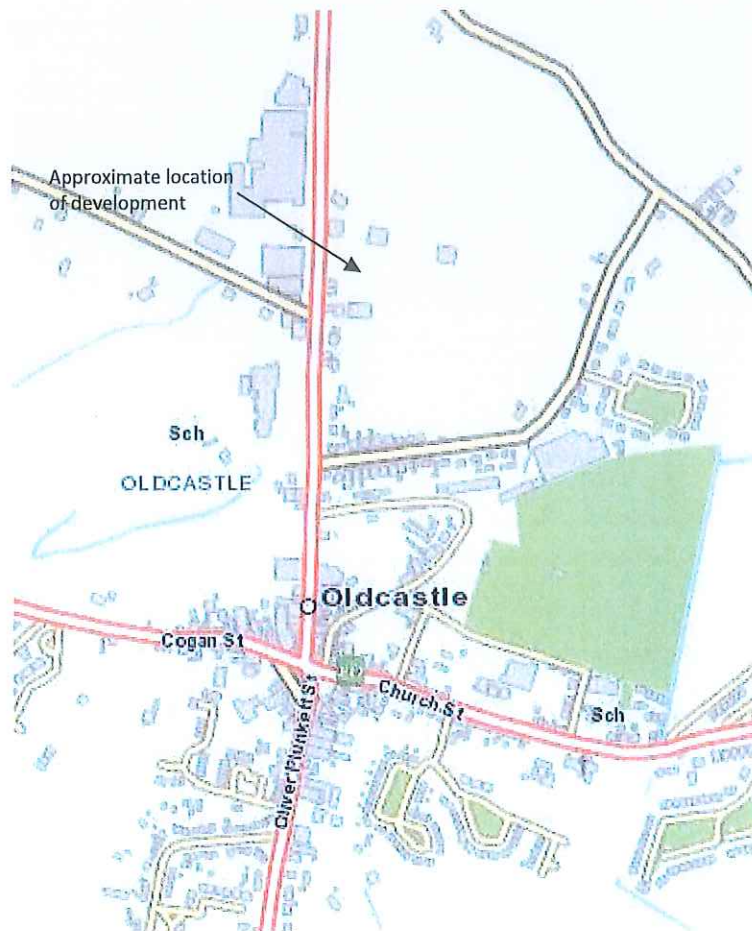 Approximate location
of development
Sch
OLDCASTLE
Oldcastle
Cogan St
Church St
Oliver Plunkett St
Sch